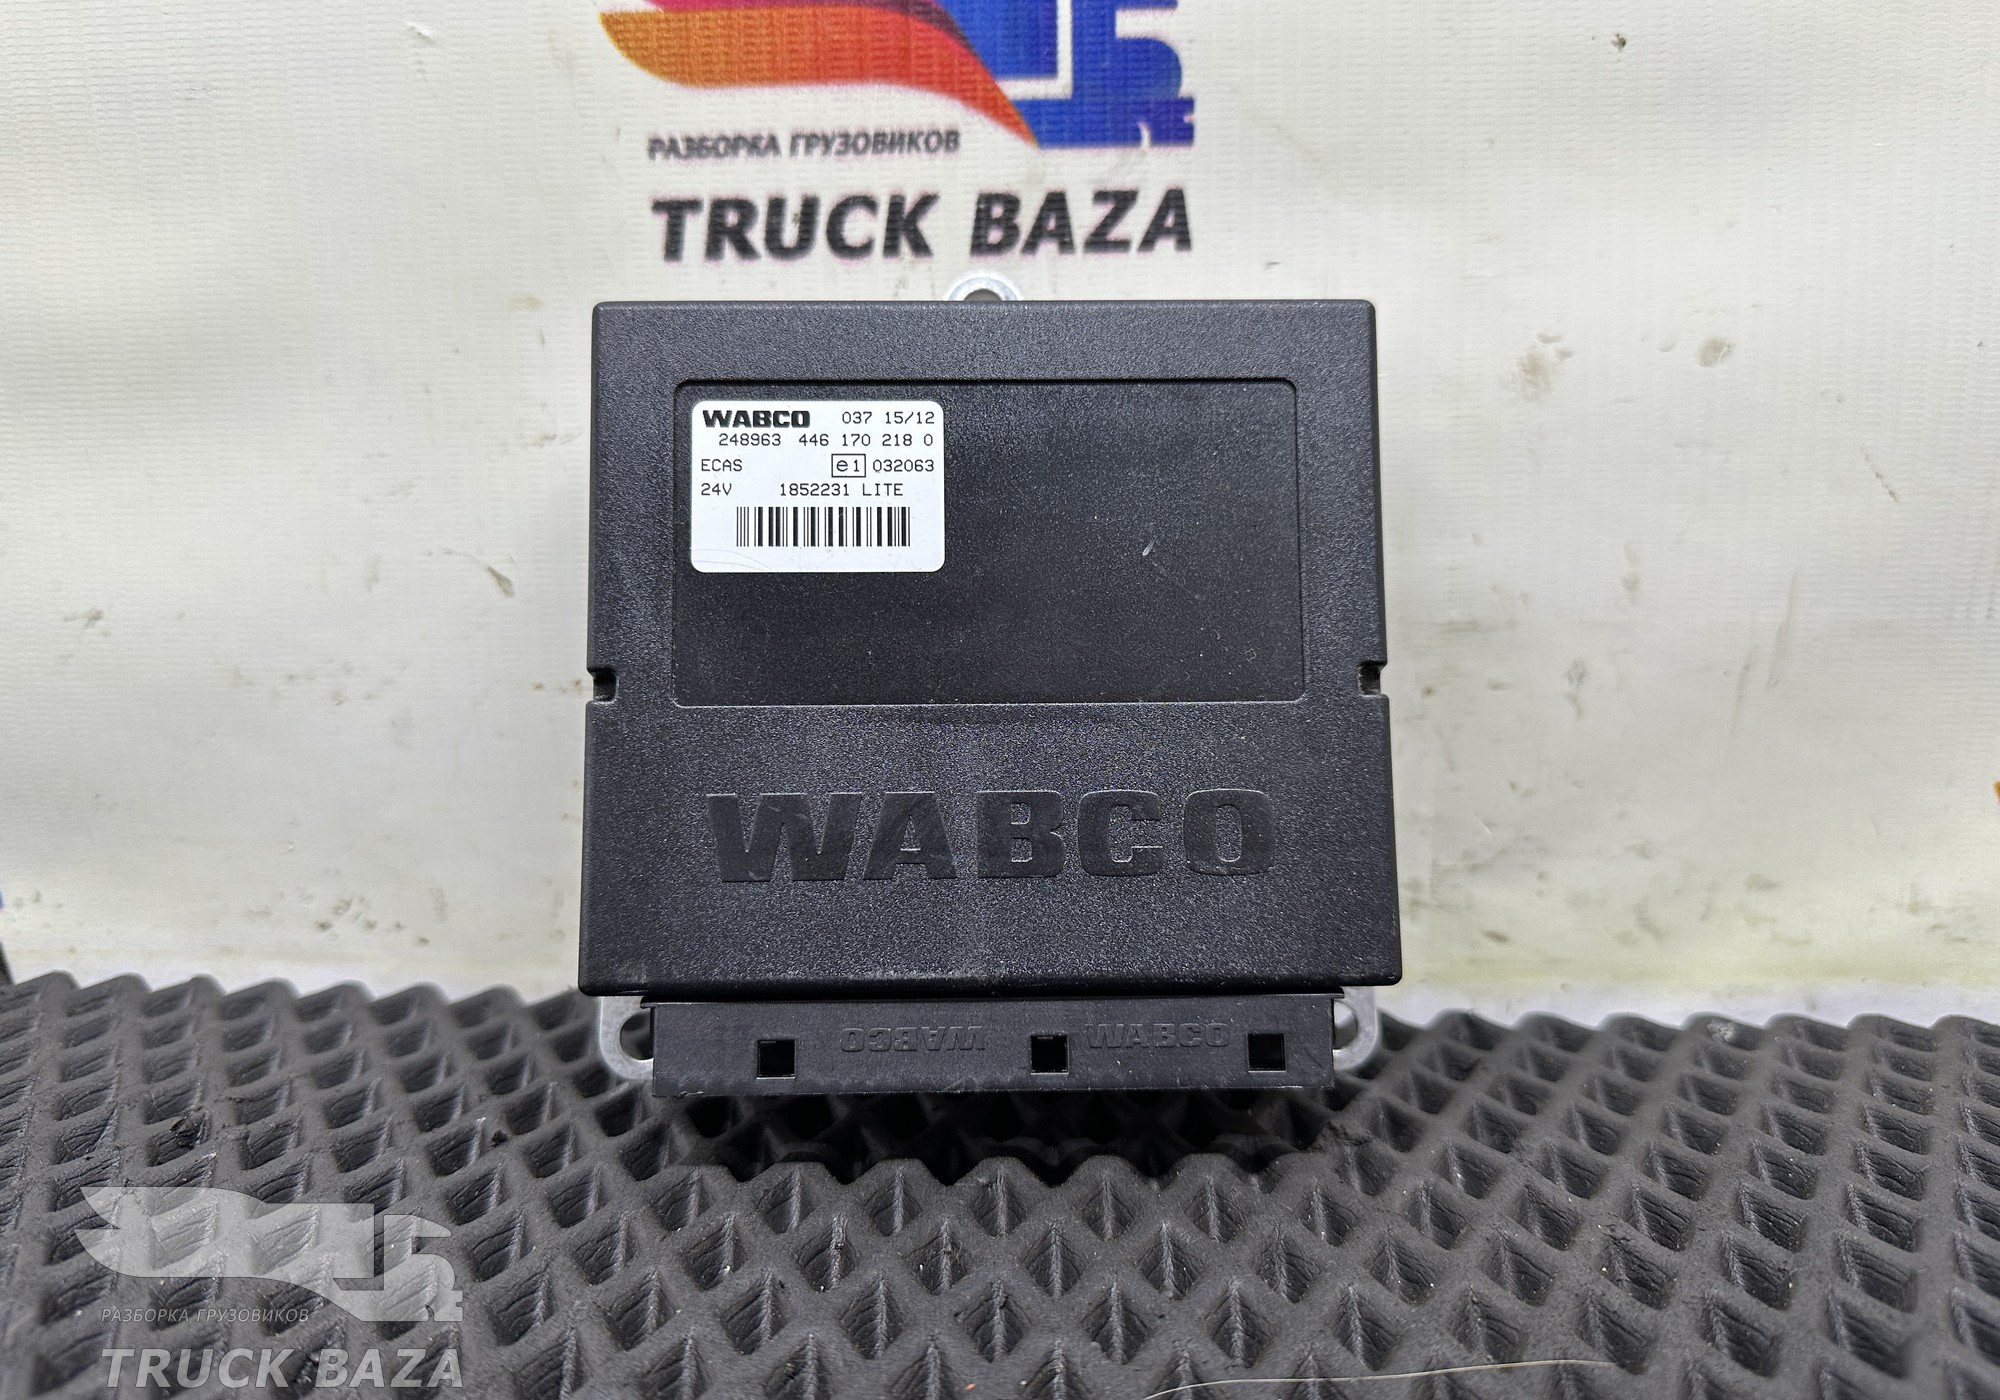 РАЗБОРКА ГРУЗОВИКОВ
TRUCK BAZA
WABCO 037 15/12
248963 446 170 218 0
ECAS e1 032063
24V 1852231 LITE
WABCO
WABCO WABCO
РАЗБОРКА ГРУЗОВИКОВ
TRUCK BAZA